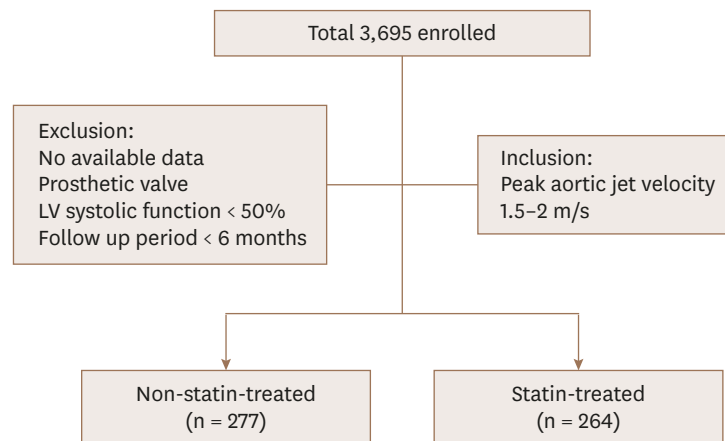 Total 3,695 enrolled
Exclusion:
No available data
Prosthetic valve
LV systolic function < 50%
Follow up period < 6 months
Inclusion:
Peak aortic jet velocity
1.5–2 m/s
Non-statin-treated
(n = 277)
Statin-treated
(n = 264)